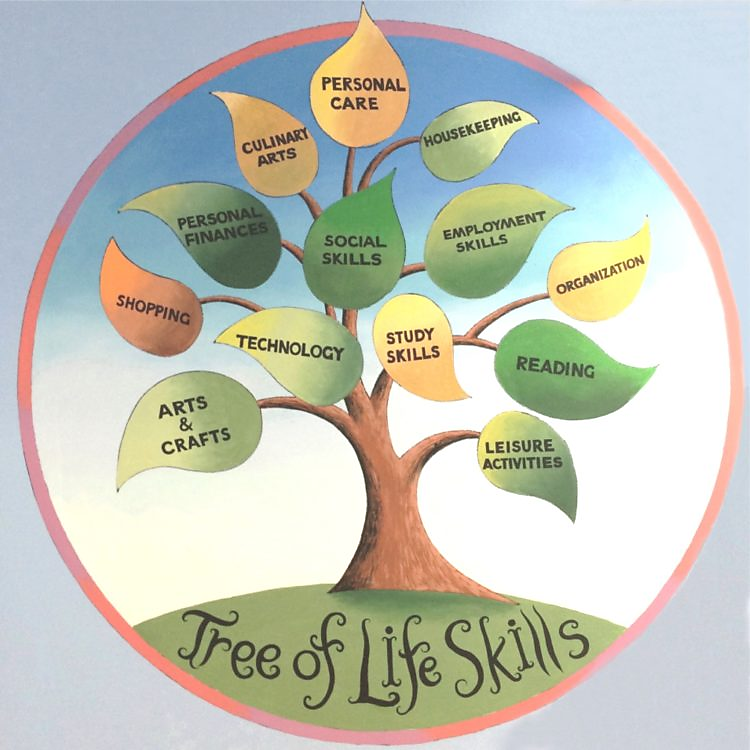 PERSONAL
CARE
CULINARY
ARTS
HOUSEKEEPING
PERSONAL
FINANCES
SOCIAL
SKILLS
EMPLOYMENT
SKILLS
ORGANIZATION
SHOPPING
TECHNOLOGY
STUDY
SKILLS
READING
ARTS
&
CRAFTS
LEISURE
ACTIVITIES
Tree of Life Skills